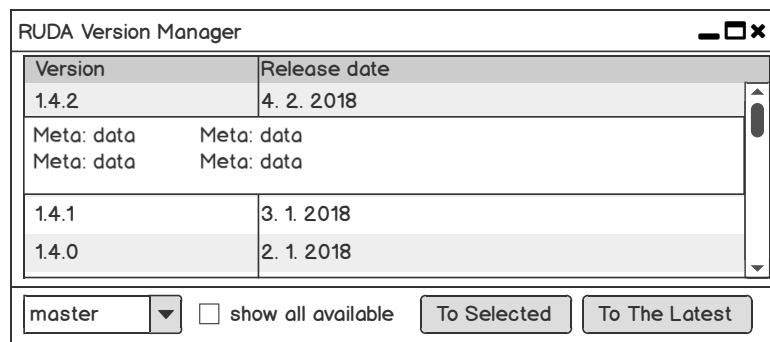 RUDA Version Manager
Version Release date
1.4.2 4. 2. 2018
Meta: data Meta: data
Meta: data Meta: data
1.4.1 3. 1. 2018
1.4.0 2. 1. 2018
master show all available To Selected To The Latest